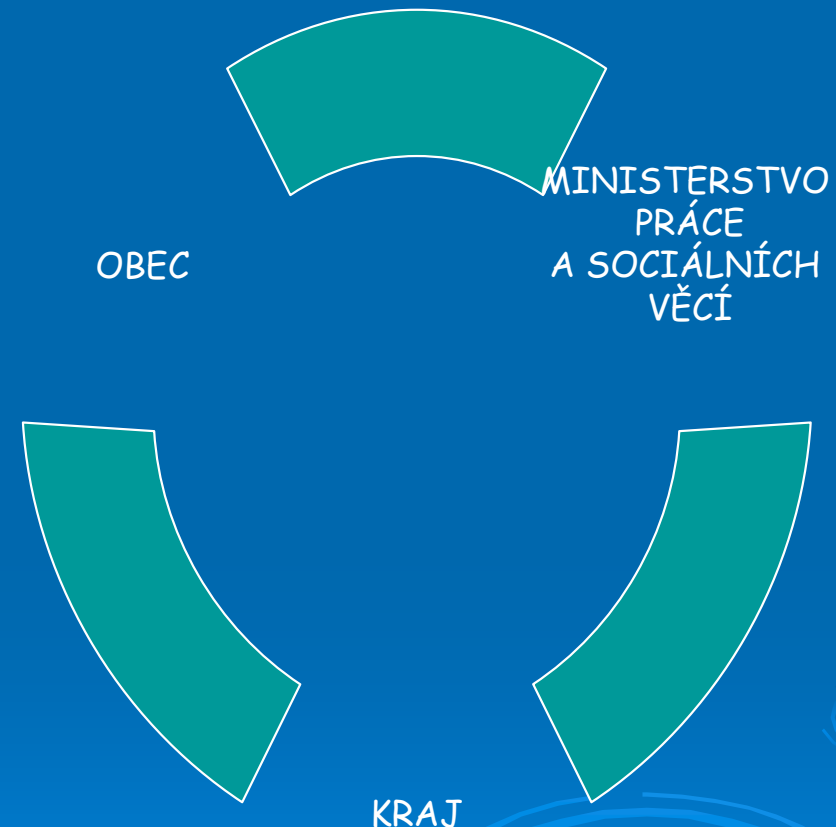 OBEC
MINISTERSTVO
PRÁCE
A SOCIÁLNÍCH
VĚCÍ
KRAJ